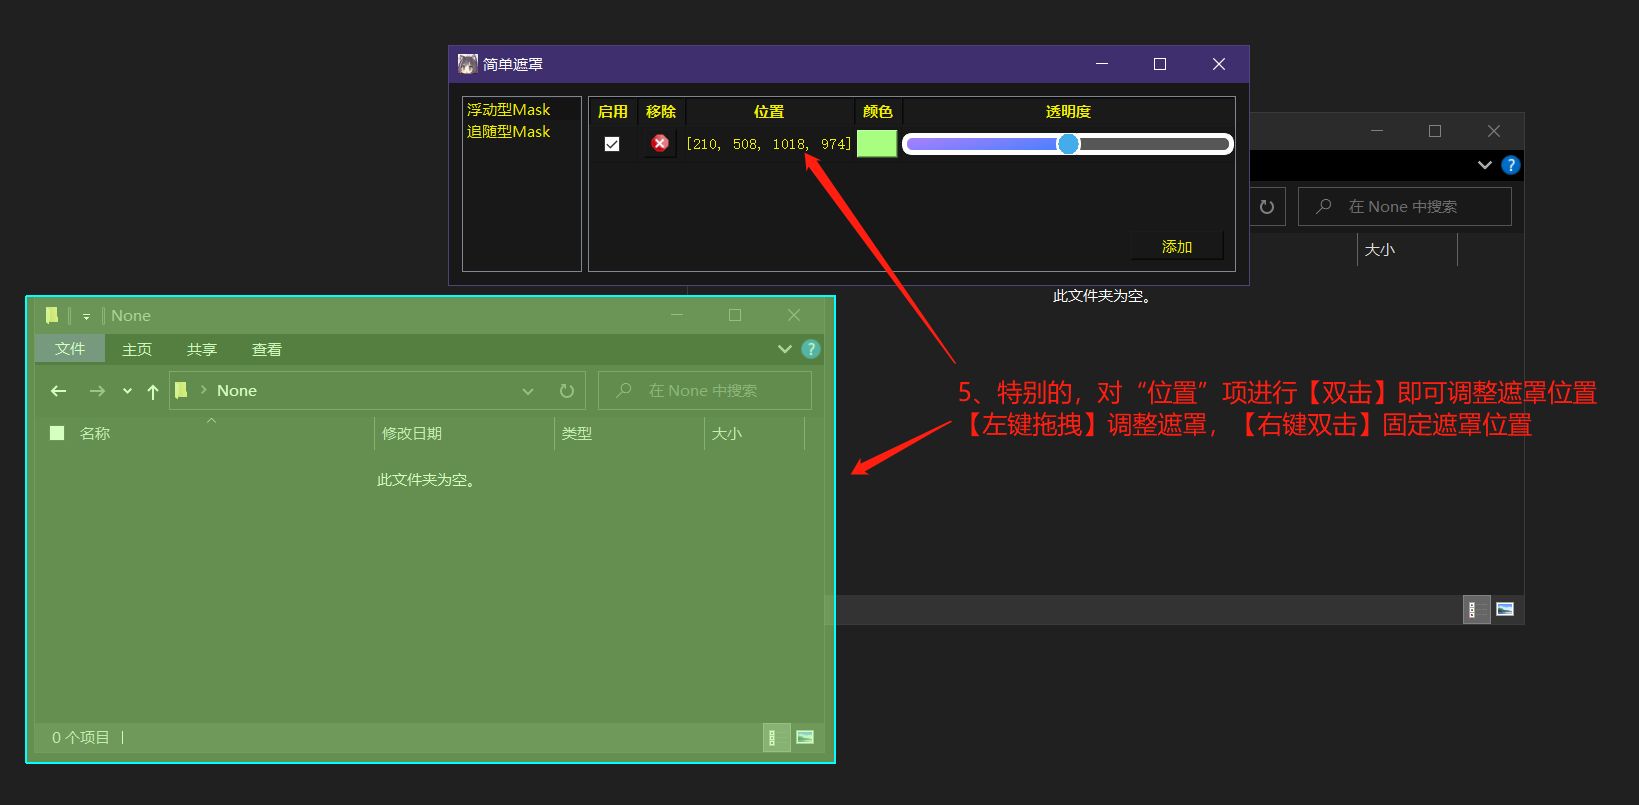 简单遮罩
浮动型Mask
追随型Mask
启用 移除 位置 颜色 透明度
[210, 508, 1018, 974]
添加
在 None 中搜索
大小
此文件夹为空。
None
文件 主页 共享 查看
None
在 None 中搜索
名称 修改日期 类型 大小
此文件夹为空。
0 个项目
5、特别的，对“位置”项进行【双击】即可调整遮罩位置
【左键拖拽】调整遮罩，【右键双击】固定遮罩位置